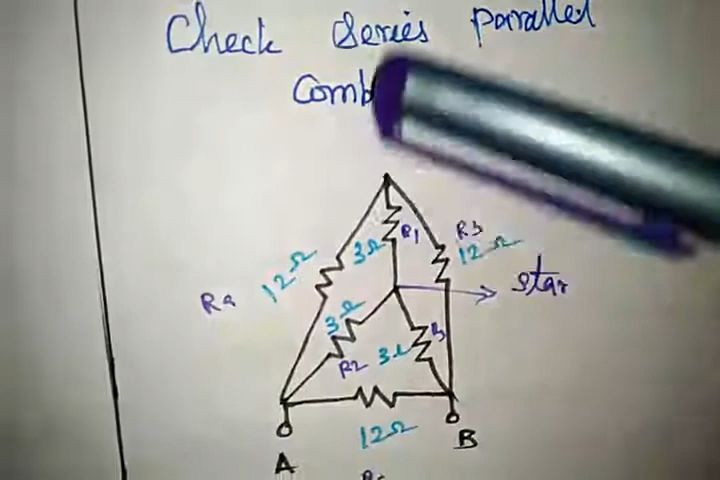 Check Series parallel
Comb
R1
R3
3Ω
12Ω
12Ω
Ra
star
3Ω
R2
3Ω
12Ω
A
B